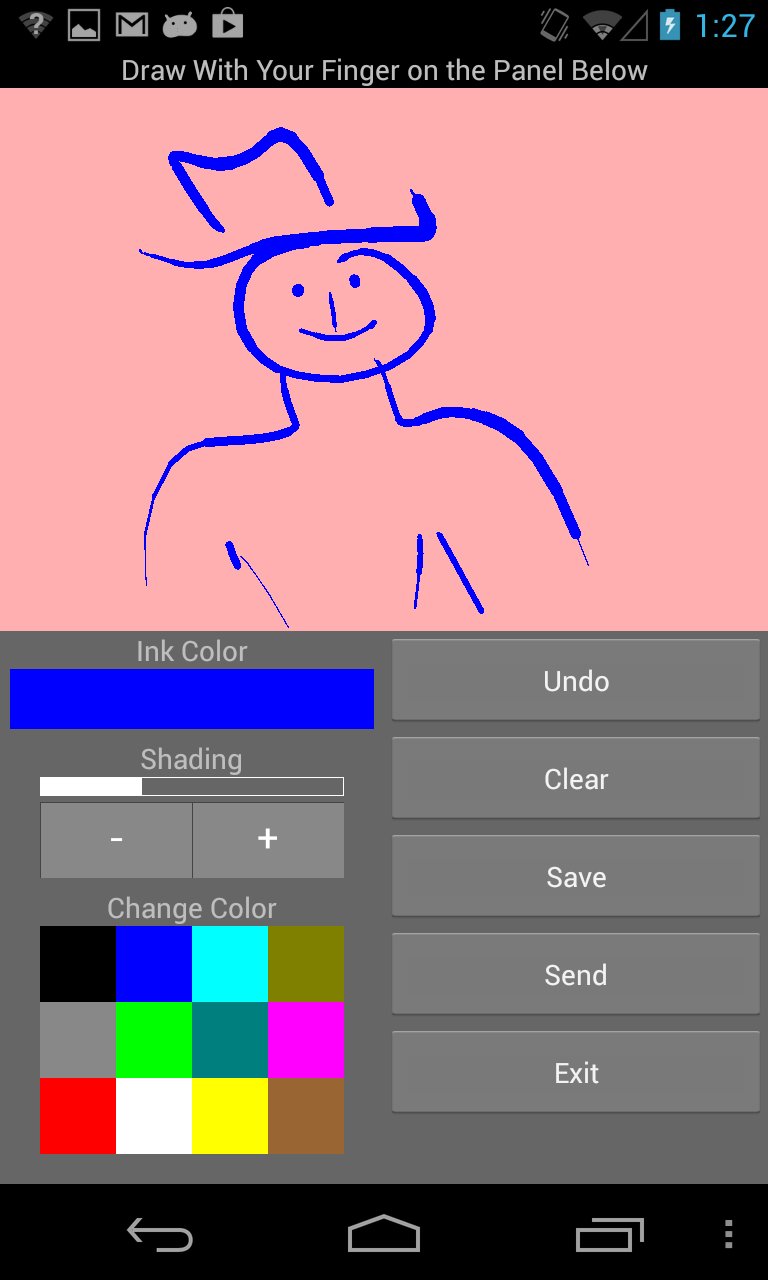 1:27
Draw With Your Finger on the Panel Below
Ink Color
Undo
Shading
Clear
- +
Save
Change Color
Send
Exit